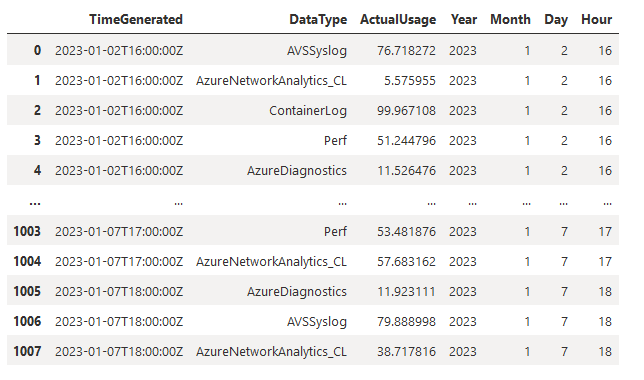 TimeGenerated DataType ActualUsage Year Month Day Hour
0 2023-01-02T16:00:00Z AVSSyslog 76.718272 2023 1 2 16
1 2023-01-02T16:00:00Z AzureNetworkAnalytics_CL 5.575955 2023 1 2 16
2 2023-01-02T16:00:00Z ContainerLog 99.967108 2023 1 2 16
3 2023-01-02T16:00:00Z Perf 51.244796 2023 1 2 16
4 2023-01-02T16:00:00Z AzureDiagnostics 11.526476 2023 1 2 16
... ... ... ... ... ... ... ...
1003 2023-01-07T17:00:00Z Perf 53.481876 2023 1 7 17
1004 2023-01-07T17:00:00Z AzureNetworkAnalytics_CL 57.683162 2023 1 7 17
1005 2023-01-07T18:00:00Z AzureDiagnostics 11.923111 2023 1 7 18
1006 2023-01-07T18:00:00Z AVSSyslog 79.888998 2023 1 7 18
1007 2023-01-07T18:00:00Z AzureNetworkAnalytics_CL 38.717816 2023 1 7 18